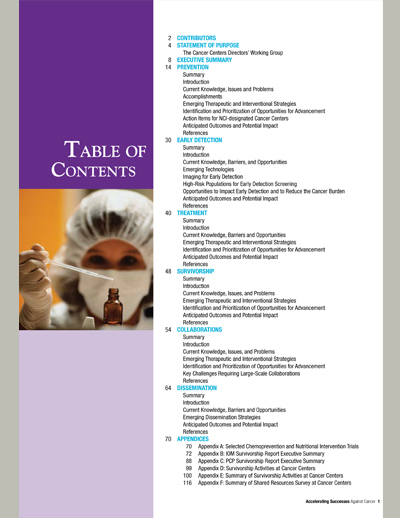 TABLE OF
CONTENTS
2 CONTRIBUTORS
4 STATEMENT OF PURPOSE
The Cancer Centers Directors' Working Group
8 EXECUTIVE SUMMARY
14 PREVENTION
Summary
Introduction
Current Knowledge, Issues and Problems
Accomplishments
Emerging Therapeutic and Interventional Strategies
Identification and Prioritization of Opportunities for Advancement
Action Items for NCI-designated Cancer Centers
Anticipated Outcomes and Potential Impact
References
30 EARLY DETECTION
Summary
Introduction
Current Knowledge, Barriers, and Opportunities
Emerging Technologies
Imaging for Early Detection
High-Risk Populations for Early Detection Screening
Opportunities to Impact Early Detection and to Reduce the Cancer Burden
Anticipated Outcomes and Potential Impact
References
40 TREATMENT
Summary
Introduction
Current Knowledge, Barriers and Opportunities
Emerging Therapeutic and Interventional Strategies
Identification and Prioritization of Opportunities for Advancement
Anticipated Outcomes and Potential Impact
References
48 SURVIVORSHIP
Summary
Introduction
Current Knowledge, Issues, and Problems
Emerging Therapeutic and Interventional Strategies
Identification and Prioritization of Opportunities for Advancement
Anticipated Outcomes and Potential Impact
References
54 COLLABORATIONS
Summary
Introduction
Current Knowledge, Issues, and Problems
Emerging Therapeutic and Interventional Strategies
Identification and Prioritization of Opportunities for Advancement
Key Challenges Requiring Large-Scale Collaborations
References
64 DISSEMINATION
Summary
Introduction
Current Knowledge, Barriers and Opportunities
Emerging Dissemination Strategies
Anticipated Outcomes and Potential Impact
References
70 APPENDICES
70 Appendix A: Selected Chemoprevention and Nutritional Intervention Trials
72 Appendix B: IOM Survivorship Report Executive Summary
88 Appendix C: PCP Survivorship Report Executive Summary
99 Appendix D: Survivorship Activities at Cancer Centers
100 Appendix E: Summary of Survivorship Activities at Cancer Centers
116 Appendix F: Summary of Shared Resources Survey at Cancer Centers
Accelerating Successes Against Cancer 1